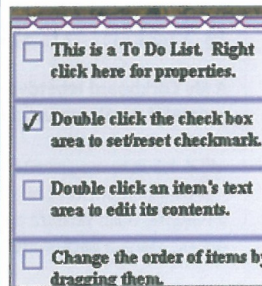 This is a To Do List. Right
click here for properties.
Double click the check box
area to set/reset checkmark.
Double click an item's text
area to edit its contents.
Change the order of items by
dragging them.